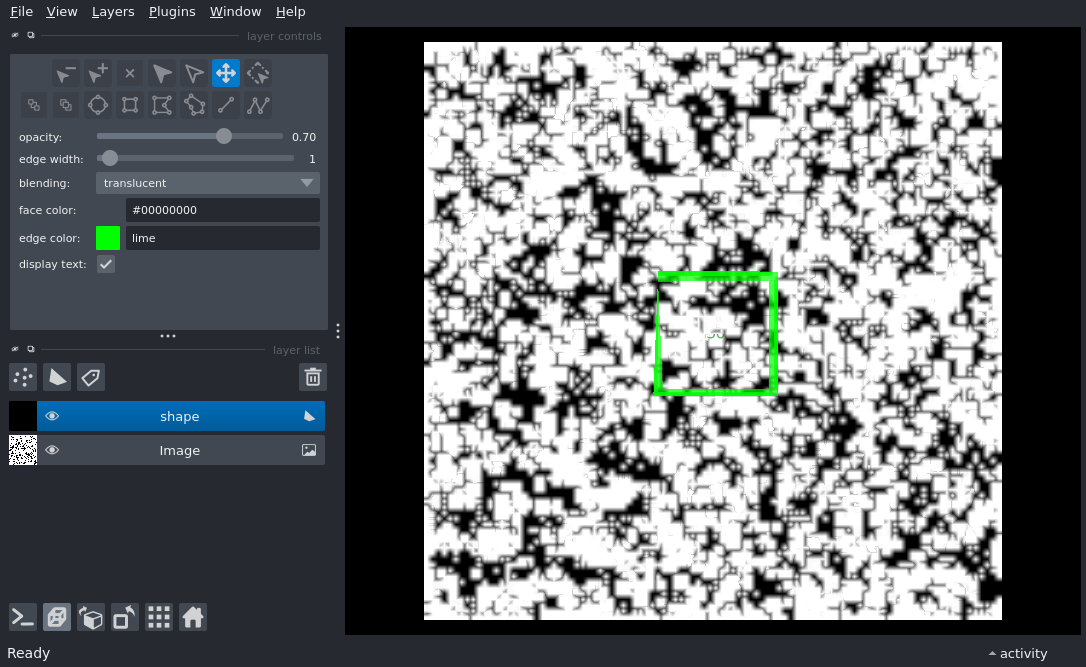 File View Layers Plugins Window Help
layer controls
opacity: 0.70
edge width: 1
blending: translucent
face color: #00000000
edge color: lime
display text:
layer list
shape
Image
Ready
activity